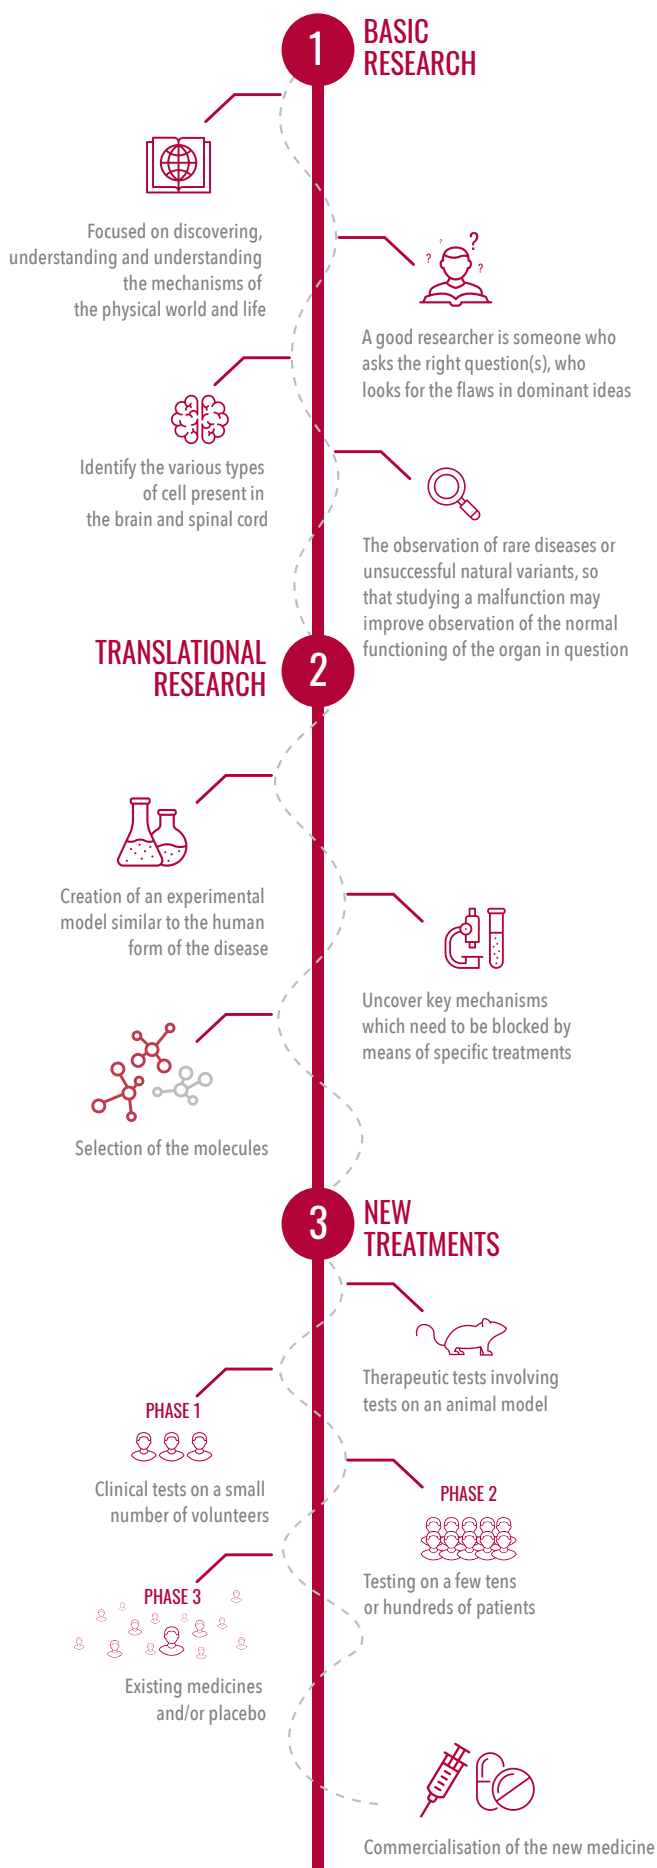 1
BASIC
RESEARCH
Focused on discovering,
understanding and understanding
the mechanisms of
the physical world and life
?
?
?
?
A good researcher is someone who
asks the right question(s), who
looks for the flaws in dominant ideas
Identify the various types
of cell present in
the brain and spinal cord
The observation of rare diseases or
unsuccessful natural variants, so
that studying a malfunction may
improve observation of the normal
functioning of the organ in question
TRANSLATIONAL
RESEARCH
2
Creation of an experimental
model similar to the human
form of the disease
Uncover key mechanisms
which need to be blocked by
means of specific treatments
Selection of the molecules
3
NEW
TREATMENTS
Therapeutic tests involving
tests on an animal model
PHASE 1
Clinical tests on a small
number of volunteers
PHASE 2
Testing on a few tens
or hundreds of patients
PHASE 3
Existing medicines
and/or placebo
Commercialisation of the new medicine